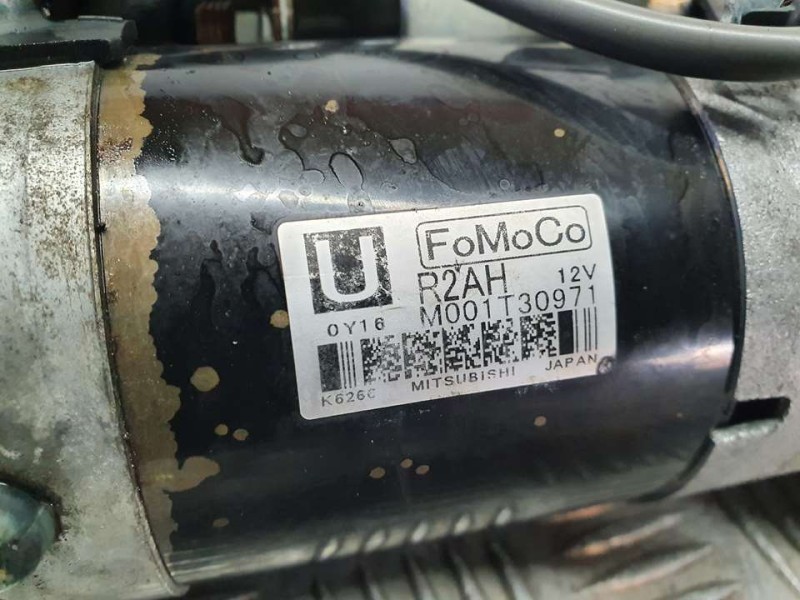 U
FoMoCo
R2AH 12V
0Y16 M001T30971
MITSUBISHI JAPAN